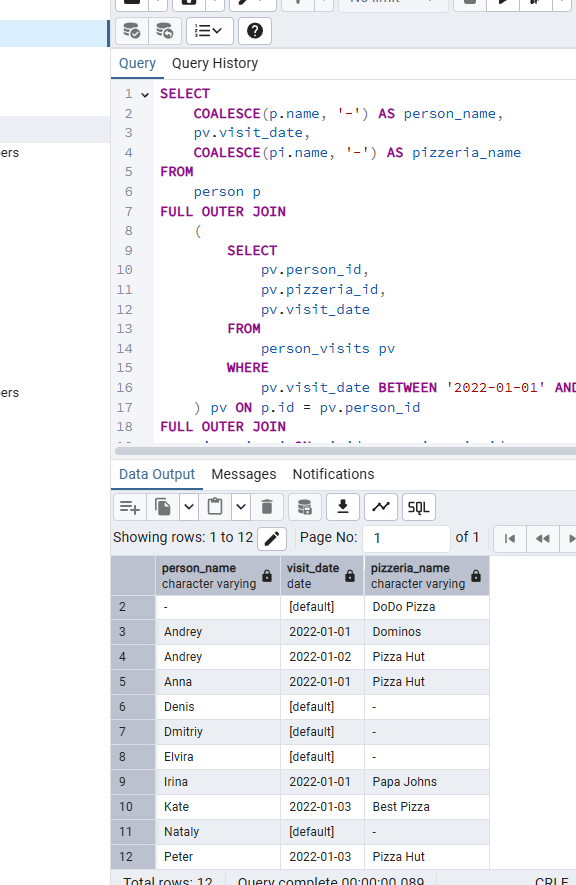 No limit
Query Query History
1 SELECT
2 COALESCE(p.name, '-') AS person_name,
3 pv.visit_date,
4 COALESCE(pi.name, '-') AS pizzeria_name
5 FROM
6 person p
7 FULL OUTER JOIN
8 (
9 SELECT
10 pv.person_id,
11 pv.pizzeria_id,
12 pv.visit_date
13 FROM
14 person_visits pv
15 WHERE
16 pv.visit_date BETWEEN '2022-01-01' AND
17 ) pv ON p.id = pv.person_id
18 FULL OUTER JOIN
ers
ers
Data Output Messages Notifications
SQL
Showing rows: 1 to 12 Page No: 1 of 1
person_name visit_date pizzeria_name
character varying date character varying
2 - [default] DoDo Pizza
3 Andrey 2022-01-01 Dominos
4 Andrey 2022-01-02 Pizza Hut
5 Anna 2022-01-01 Pizza Hut
6 Denis [default] -
7 Dmitriy [default] -
8 Elvira [default] -
9 Irina 2022-01-01 Papa Johns
10 Kate 2022-01-03 Best Pizza
11 Nataly [default] -
12 Peter 2022-01-03 Pizza Hut
Total rows: 12 Query complete 00:00:00.089 CRLF